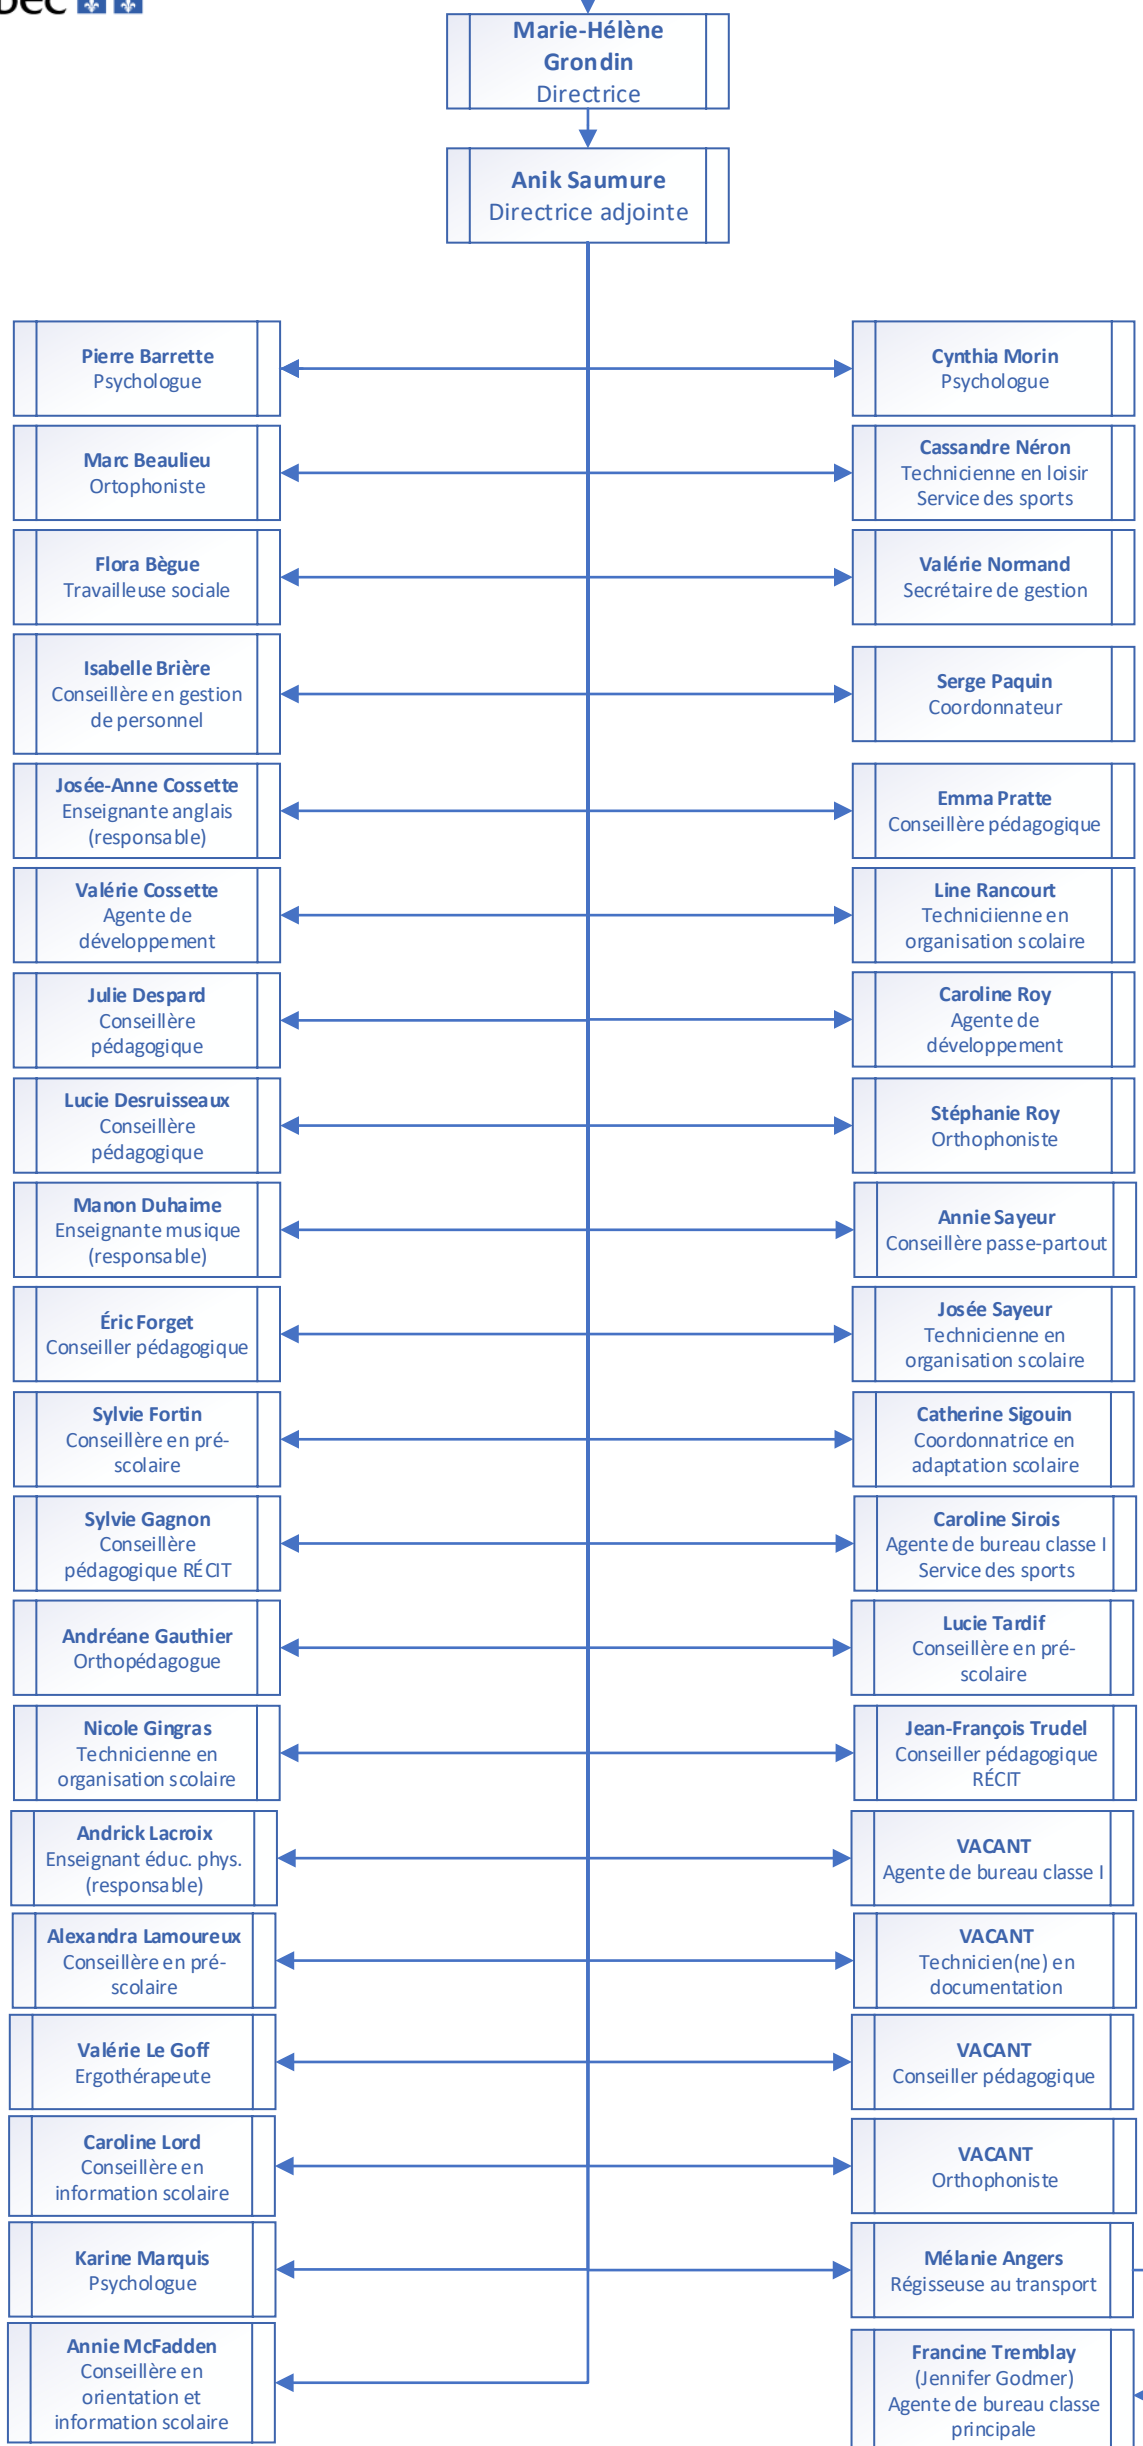 Marie-Hélène
Grondin
Directrice
Anik Saumure
Directrice adjointe
Pierre Barrette
Psychologue
Cynthia Morin
Psychologue
Marc Beaulieu
Ortophoniste
Cassandre Néron
Technicienne en loisir
Service des sports
Flora Bègue
Travailleuse sociale
Valérie Normand
Secrétaire de gestion
Isabelle Brière
Conseillère en gestion
de personnel
Serge Paquin
Coordonnateur
Josée-Anne Cossette
Enseignante anglais
(responsable)
Emma Pratte
Conseillère pédagogique
Valérie Cossette
Agente de
développement
Line Rancourt
Techniciienne en
organisation scolaire
Julie Despard
Conseillère
pédagogique
Caroline Roy
Agente de
développement
Lucie Desruisseaux
Conseillère
pédagogique
Stéphanie Roy
Orthophoniste
Manon Duhaime
Enseignante musique
(responsable)
Annie Sayeur
Conseillère passe-partout
Éric Forget
Conseiller pédagogique
Josée Sayeur
Technicienne en
organisation scolaire
Sylvie Fortin
Conseillère en pré-
scolaire
Catherine Sigouin
Coordonnatrice en
adaptation scolaire
Sylvie Gagnon
Conseillère
pédagogique RÉCIT
Caroline Sirois
Agente de bureau classe I
Service des sports
Andréane Gauthier
Orthopédagogue
Lucie Tardif
Conseillère en pré-
scolaire
Nicole Gingras
Technicienne en
organisation scolaire
Jean-François Trudel
Conseiller pédagogique
RÉCIT
Andrick Lacroix
Enseignant éduc. phys.
(responsable)
VACANT
Agente de bureau classe I
Alexandra Lamoureux
Conseillère en pré-
scolaire
VACANT
Technicien(ne) en
documentation
Valérie Le Goff
Ergothérapeute
VACANT
Conseiller pédagogique
Caroline Lord
Conseillère en
information scolaire
VACANT
Orthophoniste
Karine Marquis
Psychologue
Mélanie Angers
Régisseuse au transport
Annie McFadden
Conseillère en
orientation et
information scolaire
Francine Tremblay
(Jennifer Godmer)
Agente de bureau classe
principale